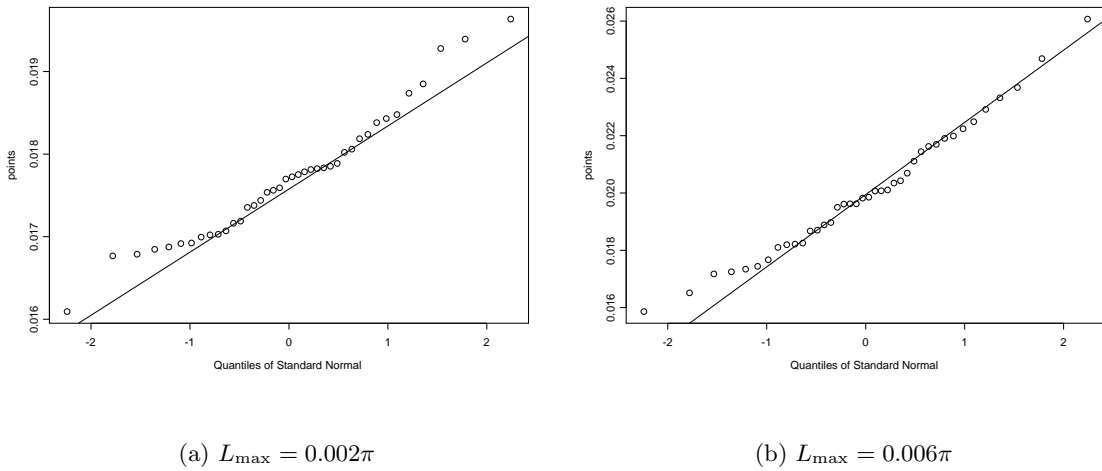 0.019
0.018
0.017
0.016
points
-2 -1 0 1 2
Quantiles of Standard Normal
0.026
0.024
0.022
0.020
0.018
0.016
points
-2 -1 0 1 2
Quantiles of Standard Normal
(a) $L_{\max} = 0.002\pi$
(b) $L_{\max} = 0.006\pi$